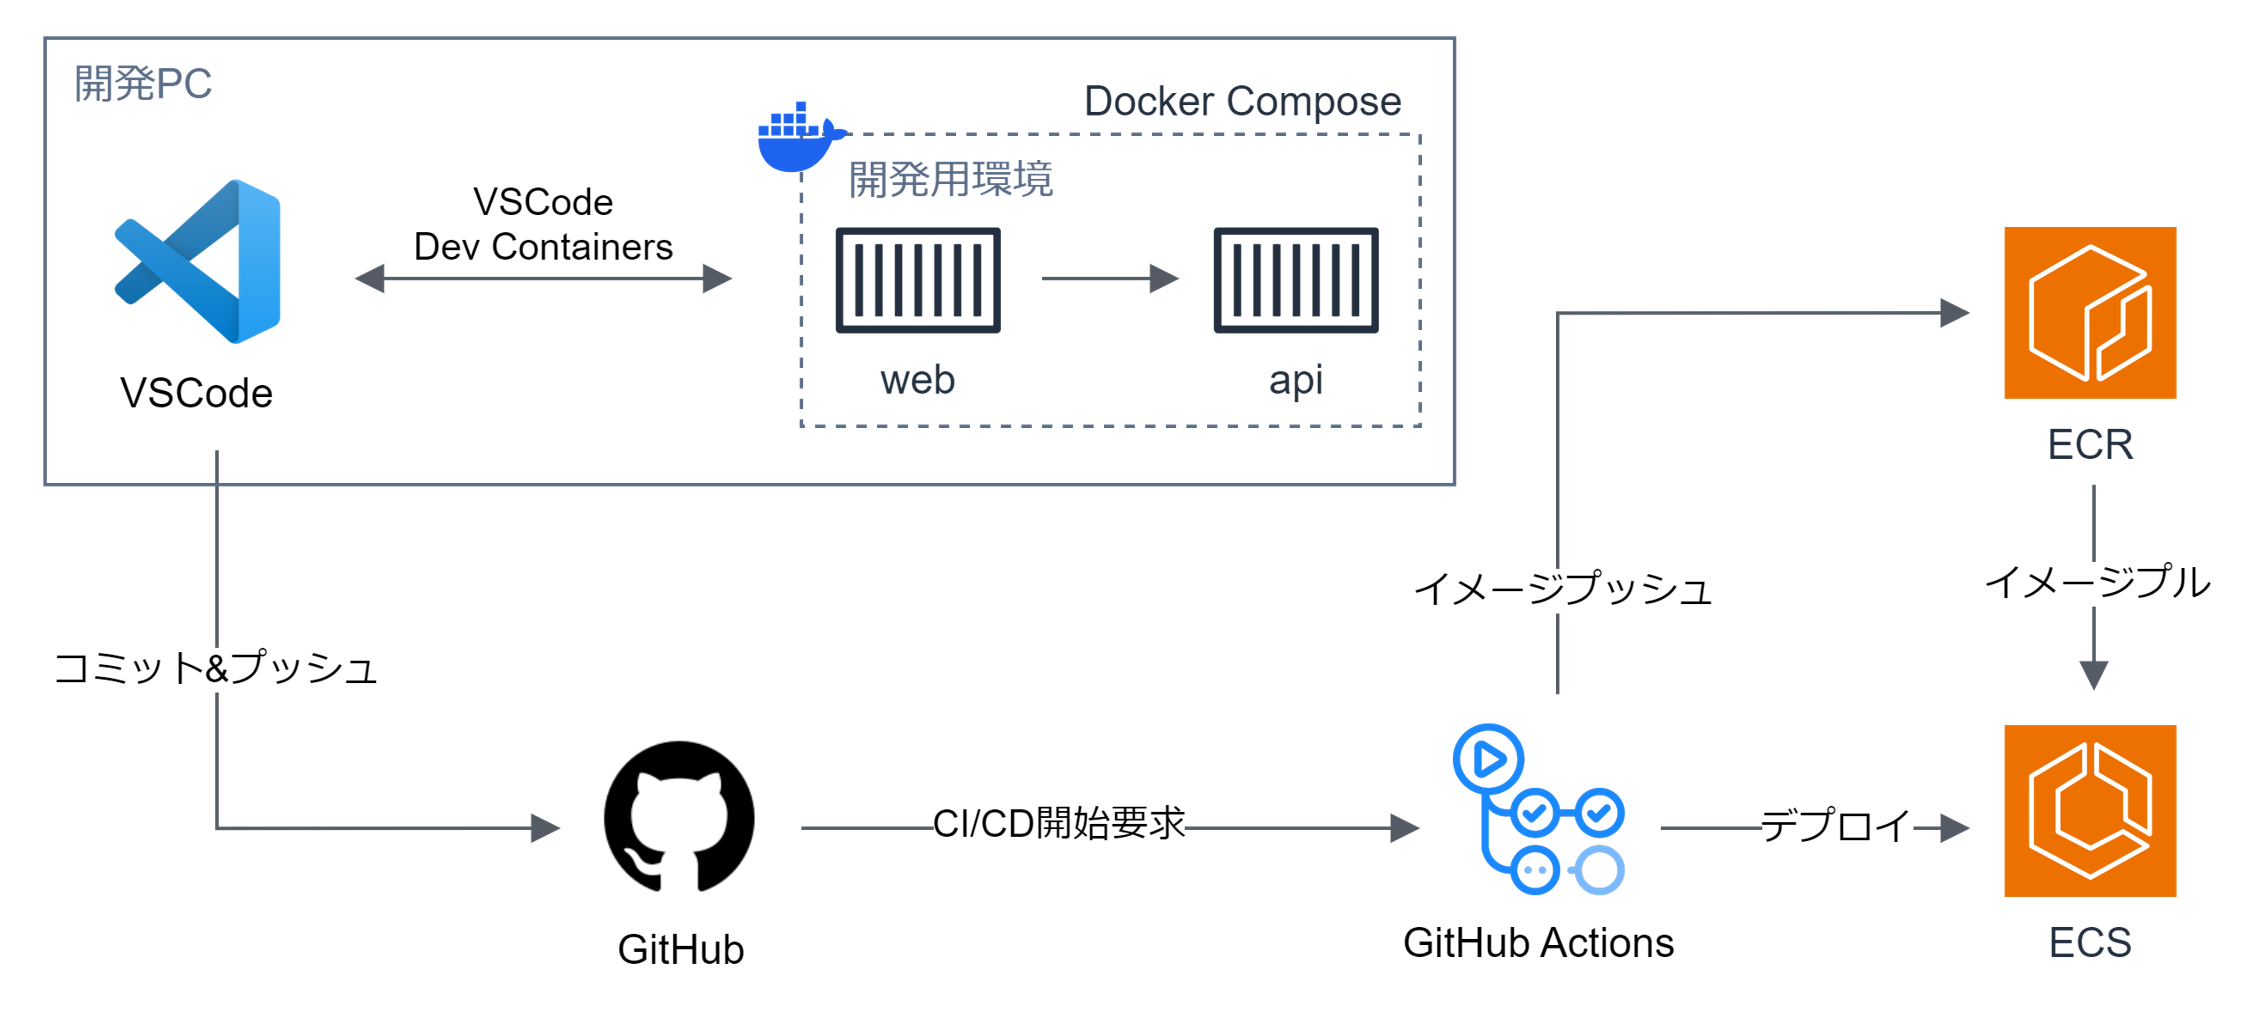 開発PC
Docker Compose
開発用環境
VSCode
Dev Containers
web
api
VSCode
ECR
イメージプッシュ
イメージプル
コミット&プッシュ
CI/CD開始要求
デプロイ
GitHub
GitHub Actions
ECS